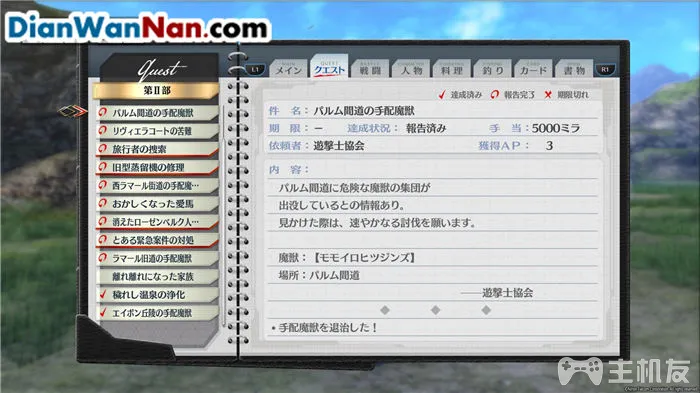 DianWanNan.com
quest
第Ⅱ部
パルム間道の手配魔獣
リヴィエラコートの苦難
旅行者の捜索
旧型蒸留機の修理
西ラマール街道の手配魔…
おかしくなった愛馬
消えたローゼンベルク人…
とある緊急案件の対処
ラマール旧道の手配魔獣
離れ離れになった家族
穢れし温泉の浄化
エイボン丘陵の手配魔獣
L1 メイン クエスト 戦闘 人物 料理 釣り カード 書物 R1
QUEST
達成済み 報告完了 期限切れ
件 名：パルム間道の手配魔獣
期 限：－ 達成状況：報告済み 手 当：5000ミラ
依頼者：遊撃士協会 獲得AP： 3
内 容：
パルム間道に危険な魔獣の集団が
出没しているとの情報あり。
見かけた際は、速やかなる討伐を願います。
魔獣：【モモイロヒツジンズ】
場所：パルム間道
――遊撃士協会
・手配魔獣を退治した！
主机友